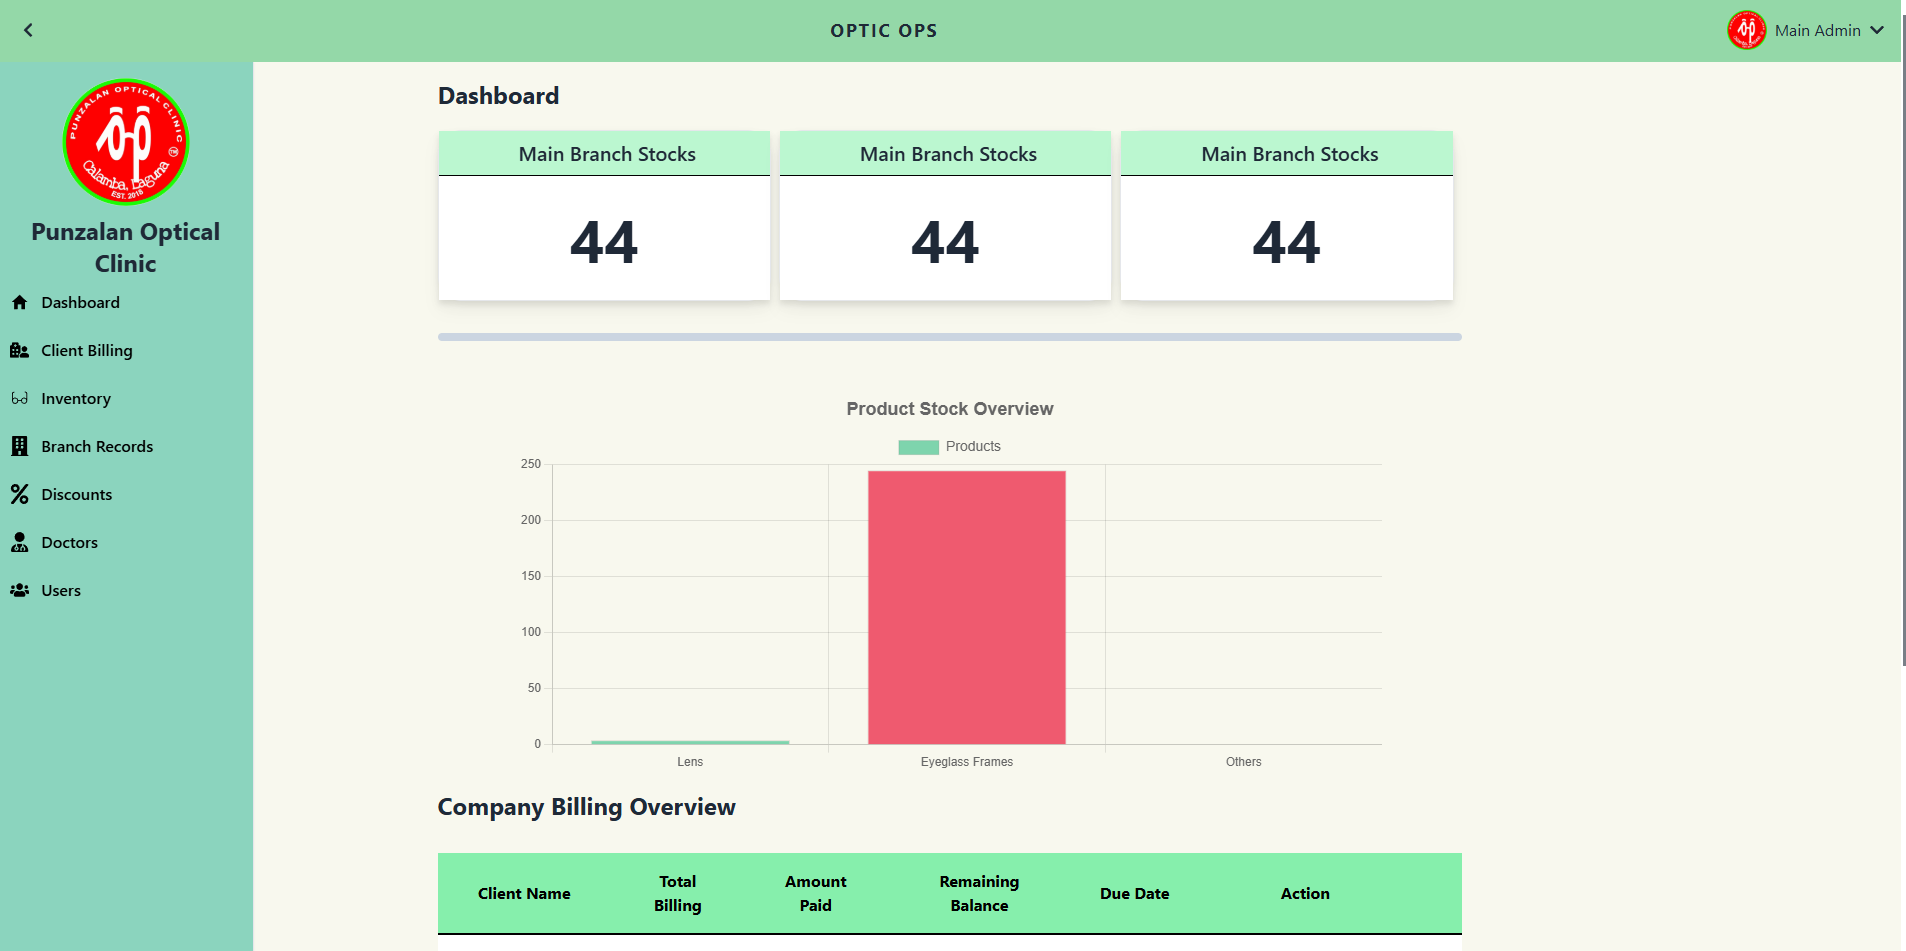 OPTIC OPS
Main Admin
PUNZALAN OPTICAL CLINIC
Calamba, Laguna
EST. 2018
TM
Punzalan Optical
Clinic
Dashboard
Client Billing
Inventory
Branch Records
Discounts
Doctors
Users
Dashboard
Main Branch Stocks
44
Main Branch Stocks
44
Main Branch Stocks
44
Product Stock Overview
Products
250
200
150
100
50
0
Lens
Eyeglass Frames
Others
Company Billing Overview
Client Name
Total
Billing
Amount
Paid
Remaining
Balance
Due Date
Action